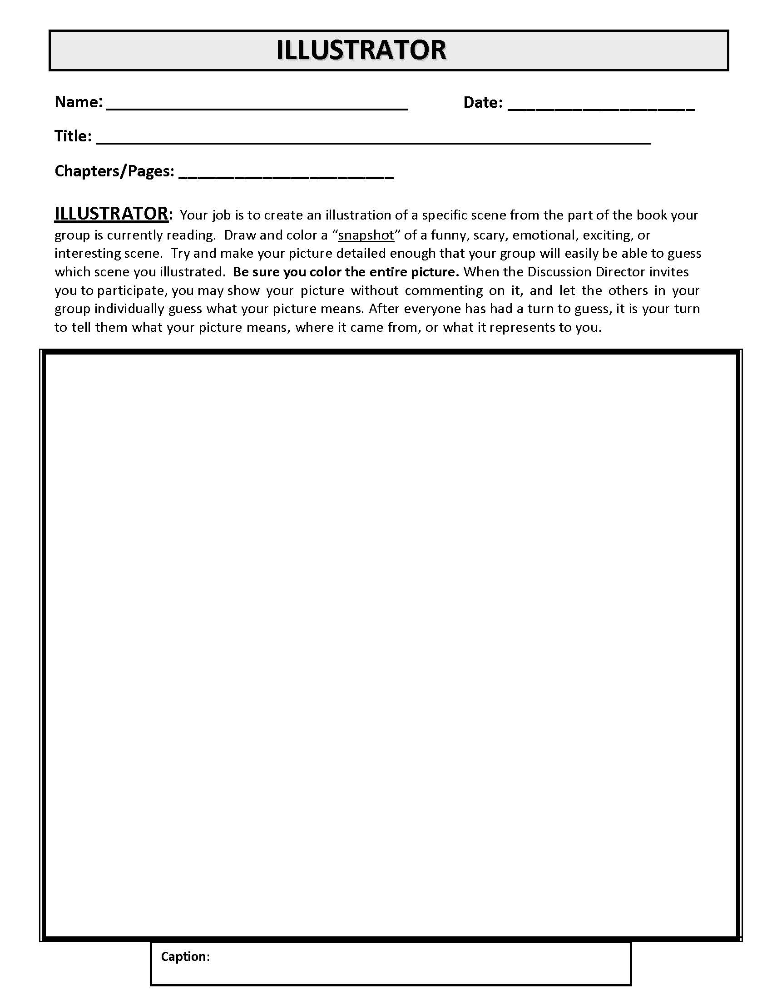 ILLUSTRATOR
Name: ________________________________ Date: ____________________
Title: ___________________________________________________________
Chapters/Pages: _______________________
ILLUSTRATOR: Your job is to create an illustration of a specific scene from the part of the book your
group is currently reading. Draw and color a “snapshot” of a funny, scary, emotional, exciting, or
interesting scene. Try and make your picture detailed enough that your group will easily be able to guess
which scene you illustrated. Be sure you color the entire picture. When the Discussion Director invites
you to participate, you may show your picture without commenting on it, and let the others in your
group individually guess what your picture means. After everyone has had a turn to guess, it is your turn
to tell them what your picture means, where it came from, or what it represents to you.
Caption: